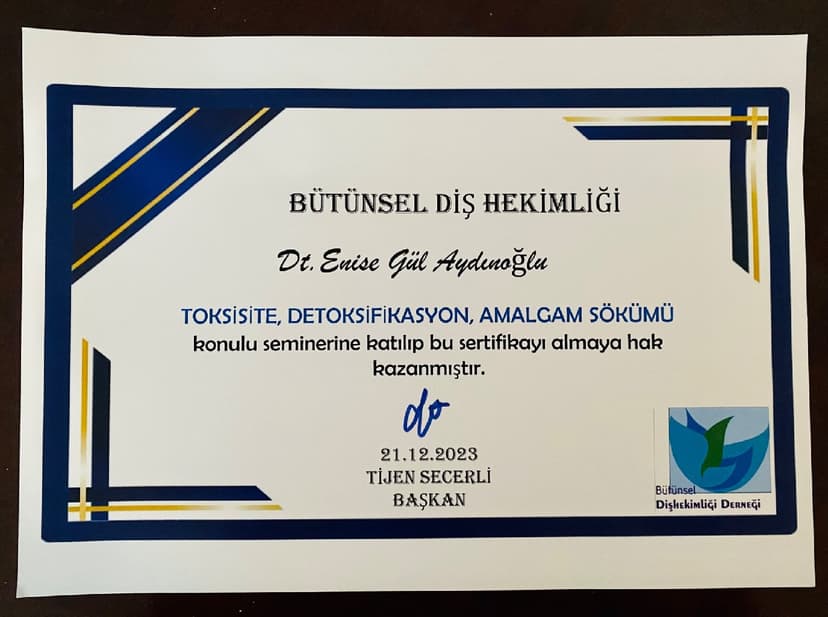 BÜTÜNSEL DİŞ HEKİMLİĞİ
Dt. Enise Gül Aydınoğlu
TOKSİSİTE, DETOKSİFİKASYON, AMALGAM SÖKÜMÜ
konulu seminerine katılıp bu sertifikayı almaya hak
kazanmıştır.
21.12.2023
TİJEN SECERLİ
BAŞKAN
Bütünsel
Dişhekimliği Derneği